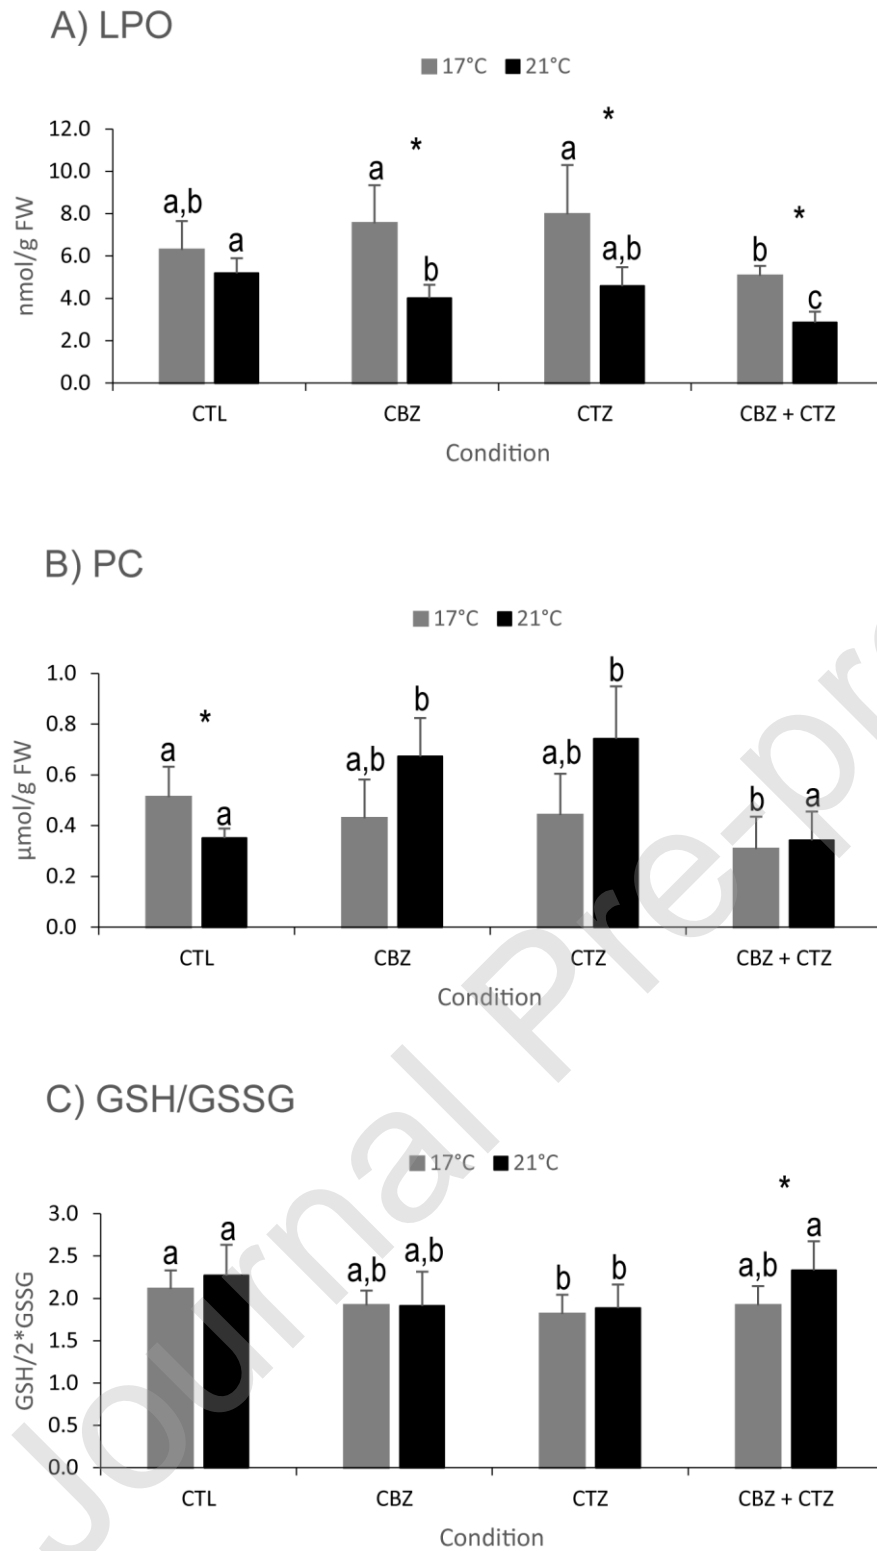 A) LPO
17°C 21°C
12.0
10.0
8.0
6.0
4.0
2.0
0.0
nmol/g FW
a,b a a b a a,b b c
* * *
CTL CBZ CTZ CBZ + CTZ
Condition
B) PC
17°C 21°C
1.0
0.8
0.6
0.4
0.2
0.0
µmol/g FW
a a a,b b a,b b b a
*
CTL CBZ CTZ CBZ + CTZ
Condition
C) GSH/GSSG
17°C 21°C
3.0
2.5
2.0
1.5
1.0
0.5
0.0
GSH/2*GSSG
a a a,b a,b b b a,b a
*
CTL CBZ CTZ CBZ + CTZ
Condition
Journal Pre-pro